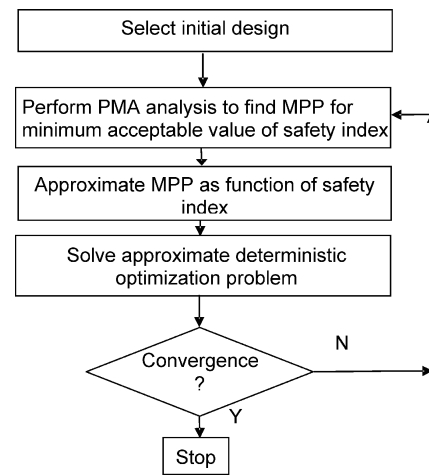 Select initial design
Perform PMA analysis to find MPP for
minimum acceptable value of safety index
Approximate MPP as function of safety
index
Solve approximate deterministic
optimization problem
Convergence
?
N
Y
Stop